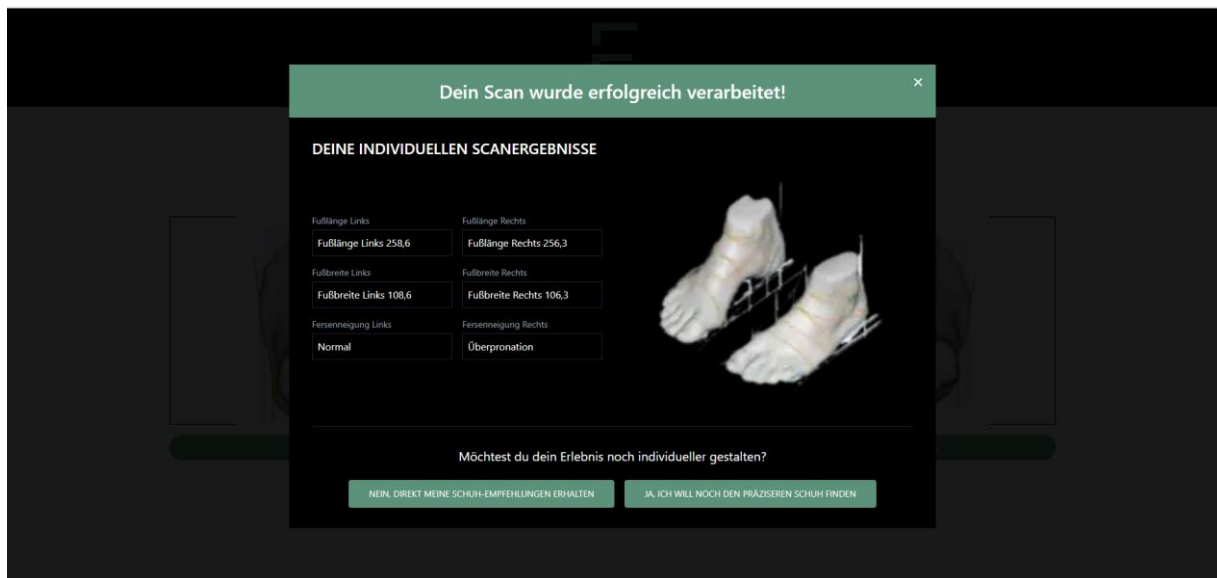 Dein Scan wurde erfolgreich verarbeitet!
×
DEINE INDIVIDUELLEN SCANERGEBNISSE
Fußlänge Links
Fußlänge Rechts
Fußlänge Links 258,6
Fußlänge Rechts 256,3
Fußbreite Links
Fußbreite Rechts
Fußbreite Links 108,6
Fußbreite Rechts 106,3
Fersenneigung Links
Fersenneigung Rechts
Normal
Überpronation
Möchtest du dein Erlebnis noch individueller gestalten?
NEIN, DIREKT MEINE SCHUH-EMPFEHLUNGEN ERHALTEN
JA, ICH WILL NOCH DEN PRÄZISEREN SCHUH FINDEN